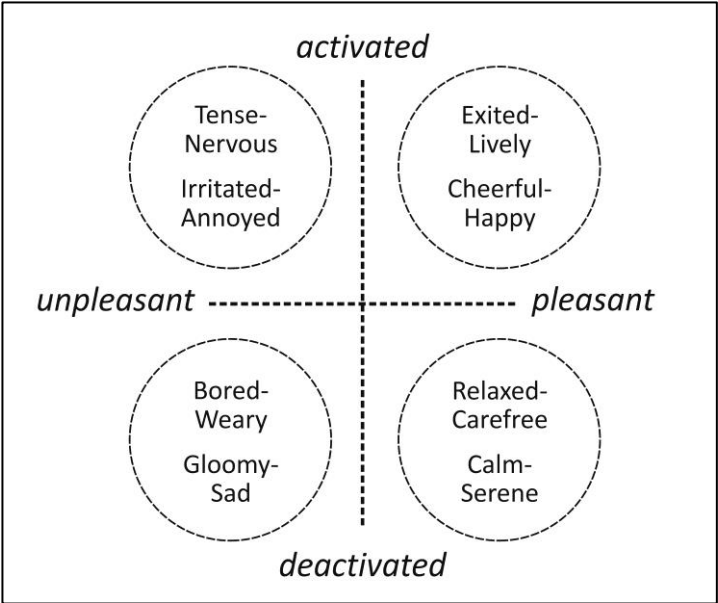 activated
Tense-
Nervous
Irritated-
Annoyed
Exited-
Lively
Cheerful-
Happy
unpleasant
pleasant
Bored-
Weary
Gloomy-
Sad
Relaxed-
Carefree
Calm-
Serene
deactivated